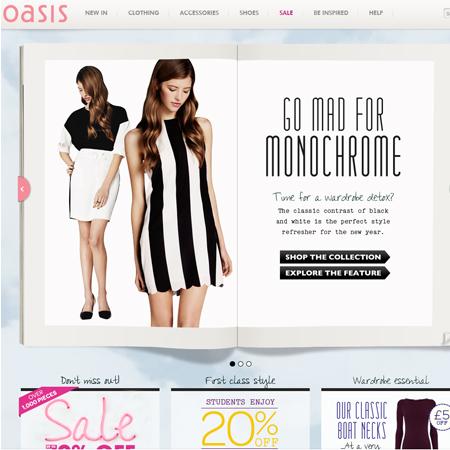 oasis
NEW IN
CLOTHING
ACCESSORIES
SHOES
SALE
BE INSPIRED
HELP
GO MAD FOR
MONOCHROME
Time for a wardrobe detox?
The classic contrast of black
and white is the perfect style
refresher for the new year.
SHOP THE COLLECTION
EXPLORE THE FEATURE
Don't miss out!
First class style
Wardrobe essential
OVER
1,000 PIECES
Sale
STUDENTS ENJOY
20%
OFF
OUR CLASSIC
BOAT NECKS
At a very